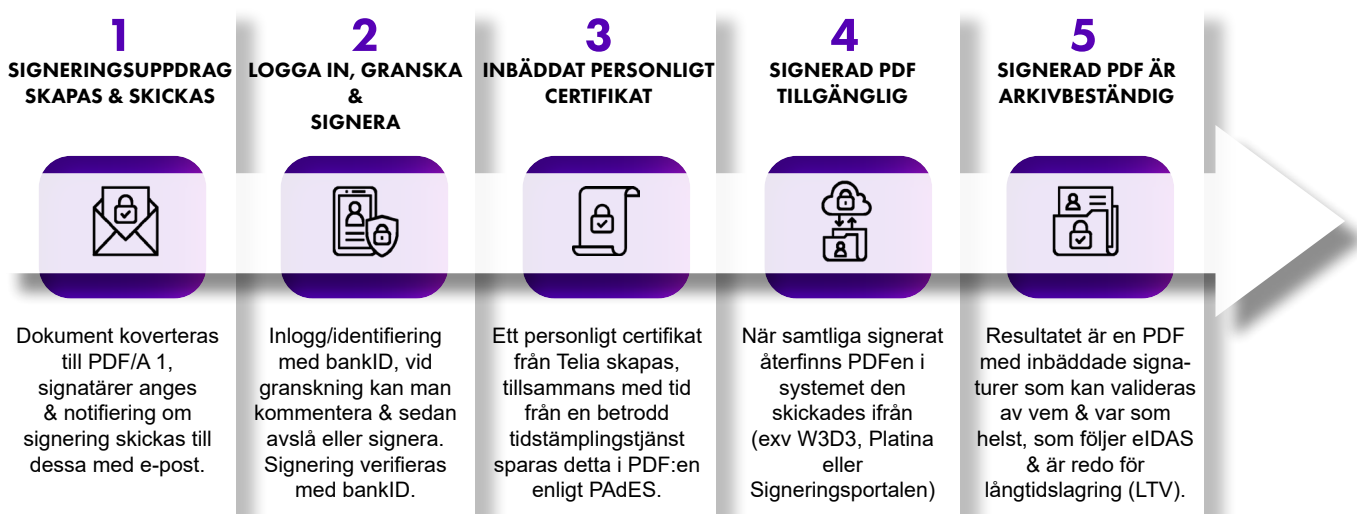 1
SIGNERINGSUPPDRAG
SKAPAS & SKICKAS
Dokument koverteras
till PDF/A 1,
signatärer anges
& notifiering om
signering skickas till
dessa med e-post.
2
LOGGA IN, GRANSKA
&
SIGNERA
Inlogg/identifiering
med bankID, vid
granskning kan man
kommentera & sedan
avslå eller signera.
Signering verifieras
med bankID.
3
INBÄDDAT PERSONLIGT
CERTIFIKAT
Ett personligt certifikat
från Telia skapas,
tillsammans med tid
från en betrodd
tidstämplingstjänst
sparas detta i PDF:en
enligt PAdES.
4
SIGNERAD PDF
TILLGÄNGLIG
När samtliga signerat
återfinns PDFen i
systemet den
skickades ifrån
(exv W3D3, Platina
eller
Signeringsportalen)
5
SIGNERAD PDF ÄR
ARKIVBESTÄNDIG
Resultatet är en PDF
med inbäddade signa-
turer som kan valideras
av vem & var som
helst, som följer eIDAS
& är redo för
långtidslagring (LTV).